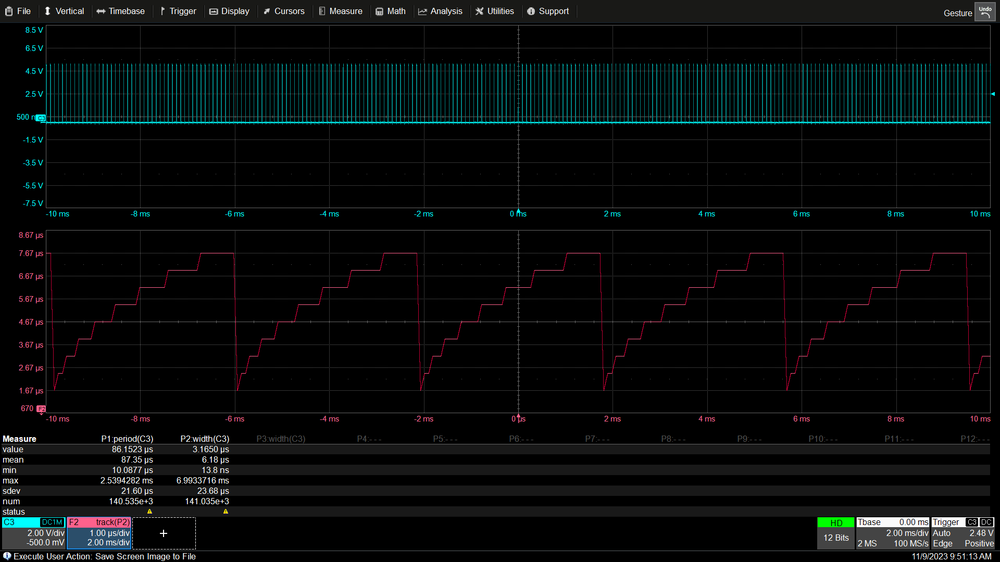 File Vertical Timebase Trigger Display Cursors Measure Math Analysis Utilities Support Gesture Undo
8.5 V
6.5 V
4.5 V
2.5 V
500 m C3
-1.5 V
-3.5 V
-5.5 V
-7.5 V
-10 ms -8 ms -6 ms -4 ms -2 ms 0 ms 2 ms 4 ms 6 ms 8 ms 10 ms
8.67 µs
7.67 µs
6.67 µs
5.67 µs
4.67 µs
3.67 µs
2.67 µs
1.67 µs
670 F2
-10 ms -8 ms -6 ms -4 ms -2 ms 0 µs 2 ms 4 ms 6 ms 8 ms 10 ms
Measure P1:period(C3) P2:width(C3) P3:width(C3) P4:- - - P5:- - - P6:- - - P7:- - - P8:- - - P9:- - - P10:- - - P11:- - - P12:- - -
value 86.1523 µs 3.1650 µs
mean 87.35 µs 6.18 µs
min 10.0877 µs 13.8 ns
max 2.5394282 ms 6.9933716 ms
sdev 21.60 µs 23.68 µs
num 140.535e+3 141.035e+3
status
C3 DC1M F2 track(P2) HD Tbase 0.00 ms Trigger C3 DC
2.00 V/div 1.00 µs/div + 12 Bits 2.00 ms/div Auto 2.48 V
-500.0 mV 2.00 ms/div 2 MS 100 MS/s Edge Positive
Execute User Action: Save Screen Image to File 11/9/2023 9:51:13 AM